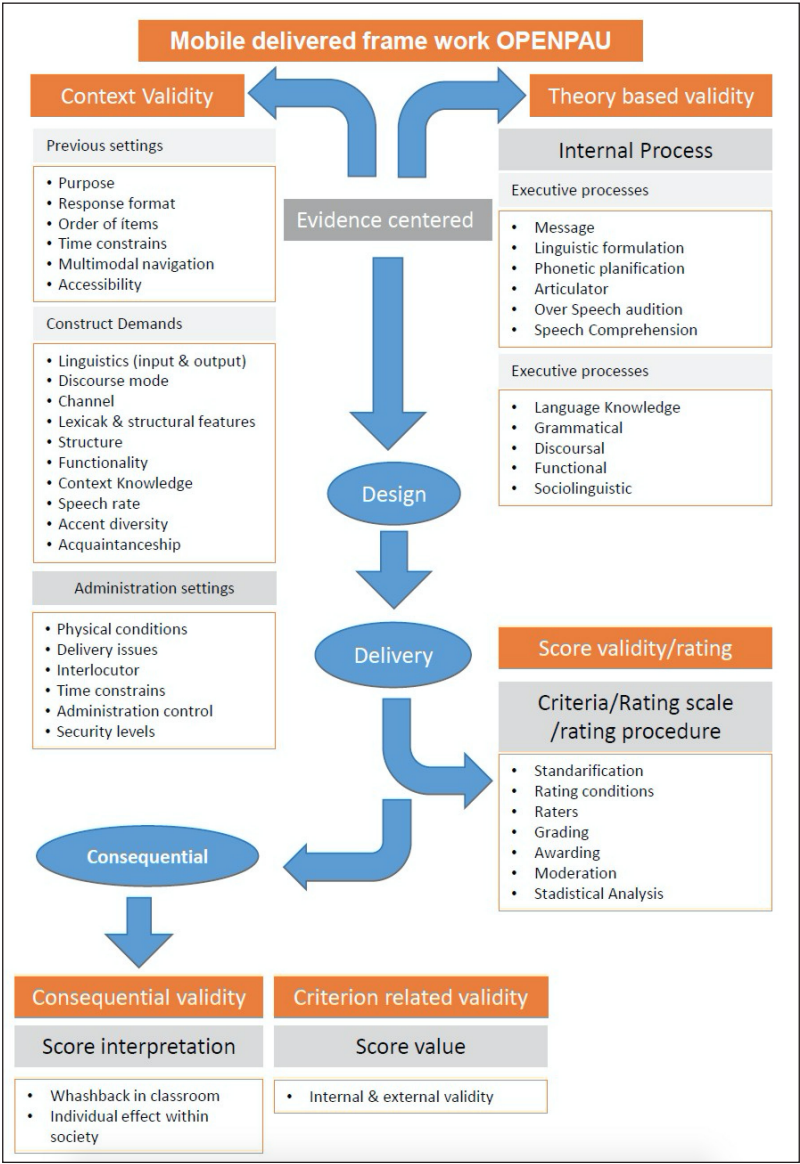 Mobile delivered frame work OPENPAU
Context Validity
Previous settings
• Purpose
• Response format
• Order of ítems
• Time constrains
• Multimodal navigation
• Accessibility
Construct Demands
• Linguistics (input & output)
• Discourse mode
• Channel
• Lexicak & structural features
• Structure
• Functionality
• Context Knowledge
• Speech rate
• Accent diversity
• Acquaintanceship
Administration settings
• Physical conditions
• Delivery issues
• Interlocutor
• Time constrains
• Administration control
• Security levels
Evidence centered
Design
Delivery
Theory based validity
Internal Process
Executive processes
• Message
• Linguistic formulation
• Phonetic planification
• Articulator
• Over Speech audition
• Speech Comprehension
Executive processes
• Language Knowledge
• Grammatical
• Discoursal
• Functional
• Sociolinguistic
Score validity/rating
Criteria/Rating scale
/rating procedure
• Standarification
• Rating conditions
• Raters
• Grading
• Awarding
• Moderation
• Stadistical Analysis
Consequential
Consequential validity
Score interpretation
• Whashback in classroom
• Individual effect within
society
Criterion related validity
Score value
• Internal & external validity